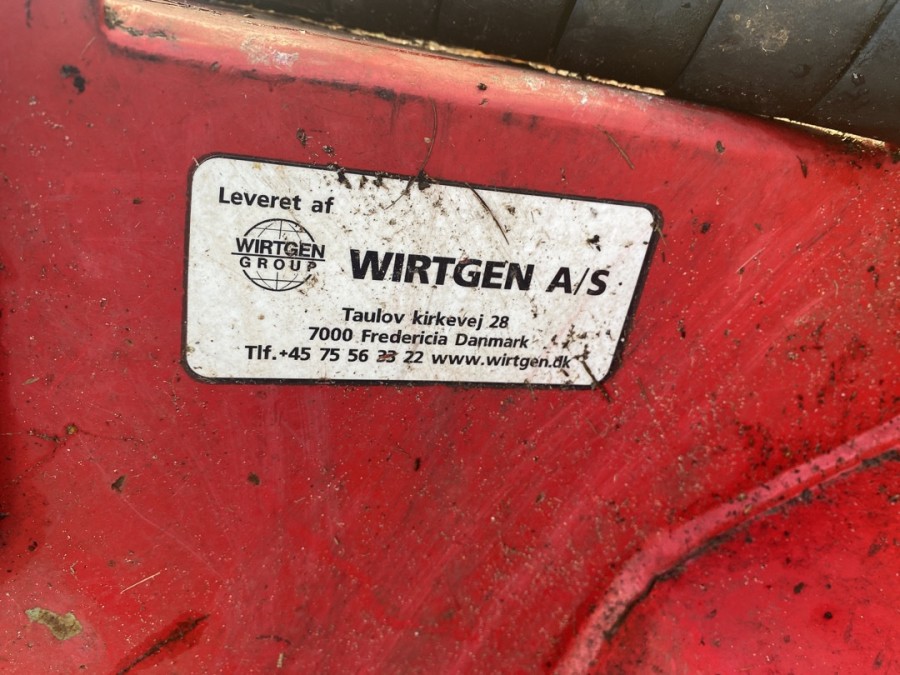 Leveret af
WIRTGEN
GROUP
WIRTGEN A/S
Taulov kirkevej 28
7000 Fredericia Danmark
Tlf.+45 75 56 33 22 www.wirtgen.dk